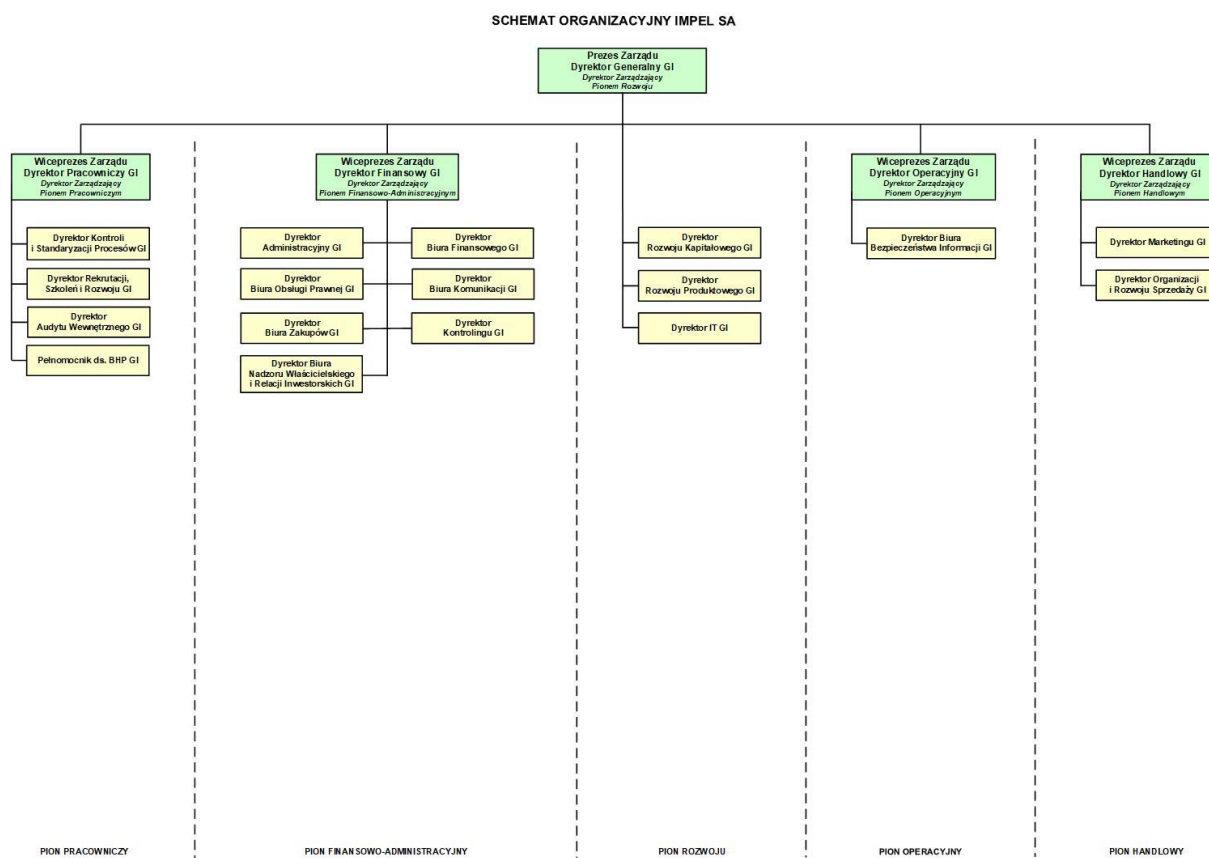 SCHEMAT ORGANIZACYJNY IMPEL SA
Prezes Zarządu
Dyrektor Generalny GI
Dyrektor Zarządzający
Pionem Rozwoju
Wiceprezes Zarządu
Dyrektor Pracowniczy GI
Dyrektor Zarządzający
Pionem Pracowniczym
Wiceprezes Zarządu
Dyrektor Finansowy GI
Dyrektor Zarządzający
Pionem Finansowo-Administracyjnym
Wiceprezes Zarządu
Dyrektor Operacyjny GI
Dyrektor Zarządzający
Pionem Operacyjnym
Wiceprezes Zarządu
Dyrektor Handlowy GI
Dyrektor Zarządzający
Pionem Handlowym
Dyrektor Kontroli
i Standaryzacji Procesów GI
Dyrektor Rekrutacji,
Szkoleń i Rozwoju GI
Dyrektor
Audytu Wewnętrznego GI
Pełnomocnik ds. BHP GI
Dyrektor
Administracyjny GI
Dyrektor
Biura Finansowego GI
Dyrektor
Biura Obsługi Prawnej GI
Dyrektor
Biura Komunikacji GI
Dyrektor
Biura Zakupów GI
Dyrektor
Kontrolingu GI
Dyrektor Biura
Nadzoru Właścicielskiego
i Relacji Inwestorskich GI
Dyrektor
Rozwoju Kapitałowego GI
Dyrektor
Rozwoju Produktowego GI
Dyrektor IT GI
Dyrektor Biura
Bezpieczeństwa Informacji GI
Dyrektor Marketingu GI
Dyrektor Organizacji
i Rozwoju Sprzedaży GI
PION PRACOWNICZY
PION FINANSOWO-ADMINISTRACYJNY
PION ROZWOJU
PION OPERACYJNY
PION HANDLOWY